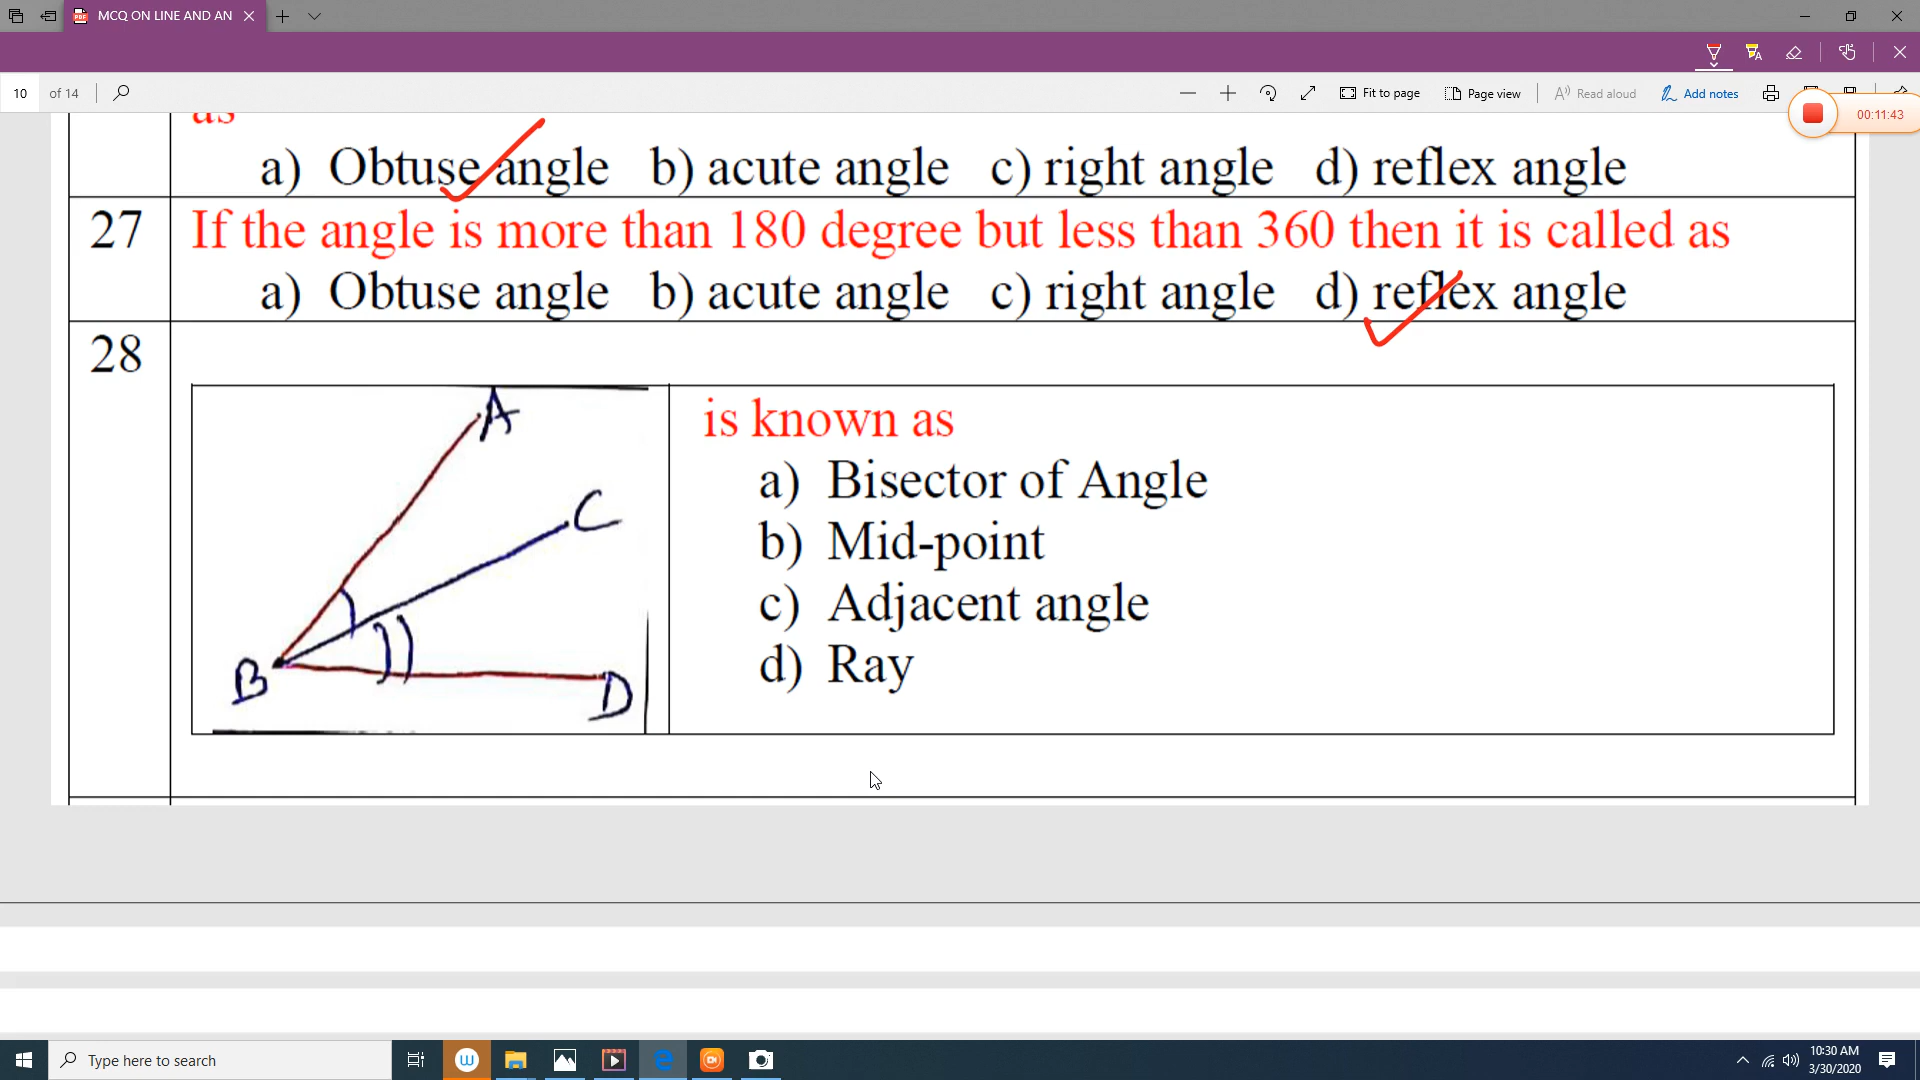 MCQ ON LINE AND AN
10 of 14
Fit to page
Page view
Read aloud
Add notes
00:11:43
as
a) Obtuse angle b) acute angle c) right angle d) reflex angle
27 If the angle is more than 180 degree but less than 360 then it is called as
a) Obtuse angle b) acute angle c) right angle d) reflex angle
28
A
C
B
D
is known as
a) Bisector of Angle
b) Mid-point
c) Adjacent angle
d) Ray
Type here to search
10:30 AM
3/30/2020